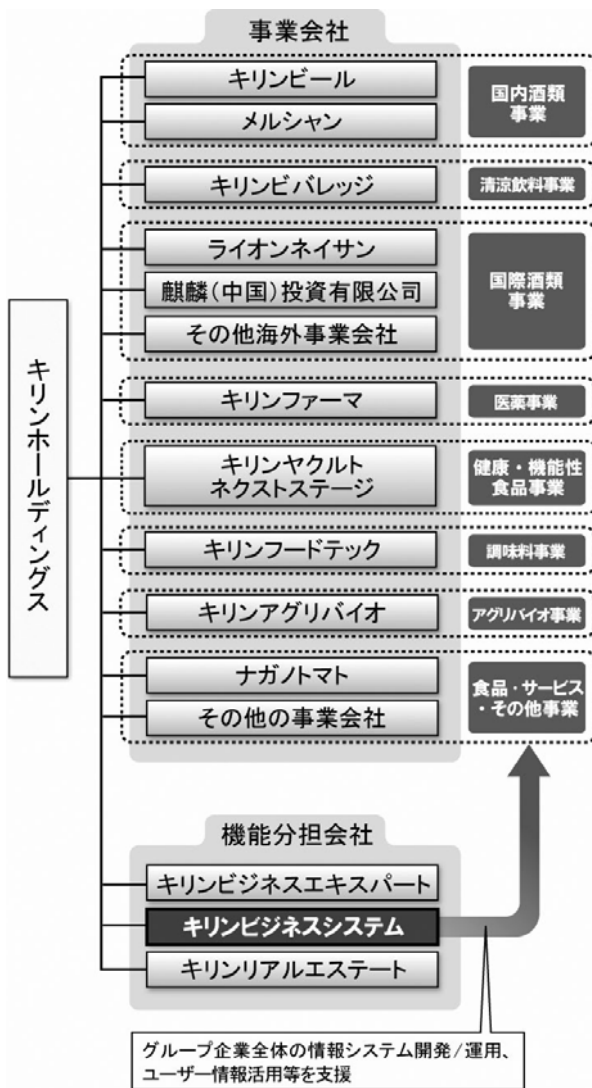 事業会社
キリンビール
メルシャン
国内酒類
事業
キリンビバレッジ
清涼飲料事業
ライオンネイサン
麒麟(中国)投資有限公司
その他海外事業会社
国際酒類
事業
キリンホールディングス
キリンファーマ
医薬事業
キリンヤクルト
ネクストステージ
健康・機能性
食品事業
キリンフードテック
調味料事業
キリンアグリバイオ
アグリバイオ事業
ナガノトマト
その他の事業会社
食品・サービス
・その他事業
機能分担会社
キリンビジネスエキスパート
キリンビジネスシステム
キリンリアルエステート
グループ企業全体の情報システム開発/運用、
ユーザー情報活用等を支援